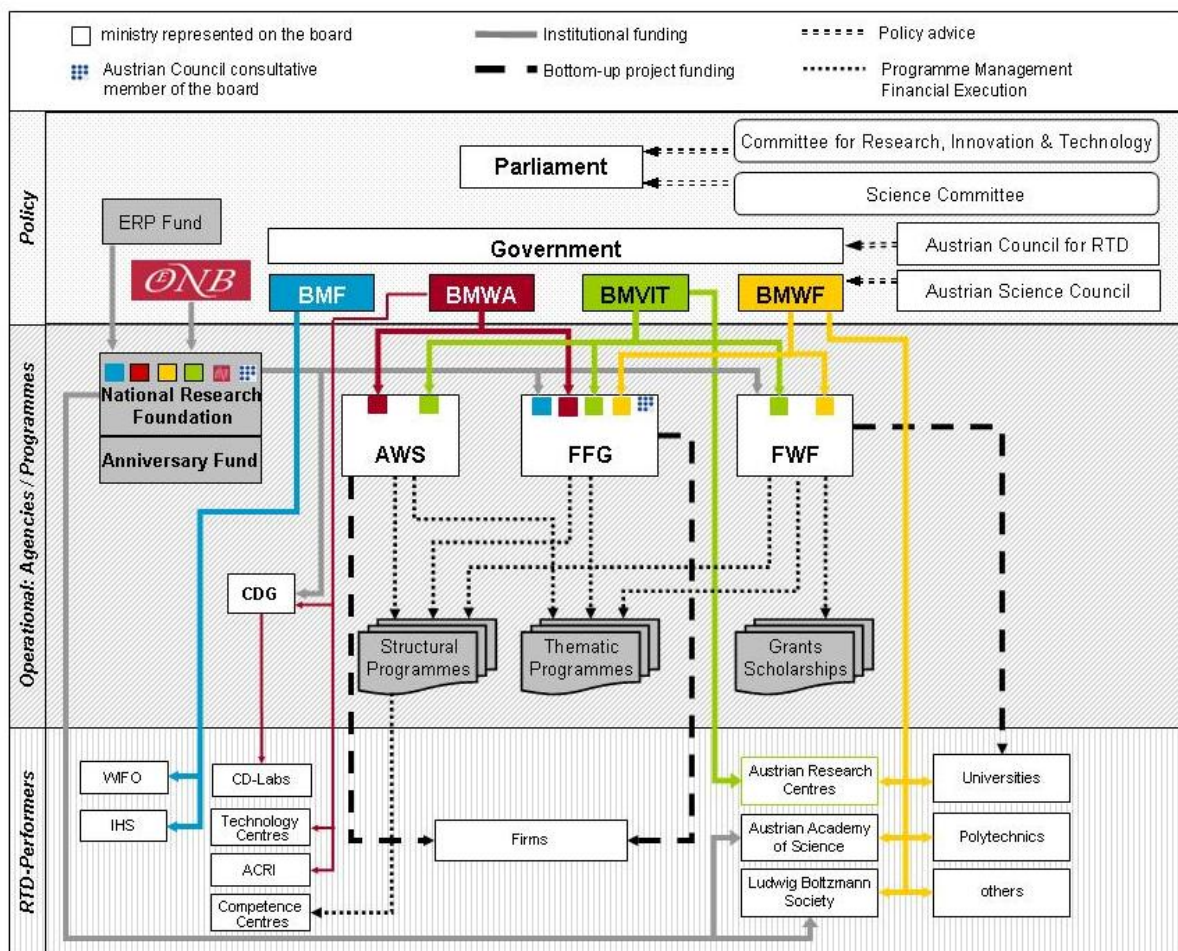 ministry represented on the board
Institutional funding
Policy advice
Austrian Council consultative
member of the board
Bottom-up project funding
Programme Management
Financial Execution
Policy
Committee for Research, Innovation & Technology
Parliament
Science Committee
ERP Fund
Government
Austrian Council for RTD
OENB
BMF
BMWA
BMVIT
BMWF
Austrian Science Council
Operational: Agencies / Programmes
National Research
Foundation
Anniversary Fund
AWS
FFG
FWF
CDG
Structural
Programmes
Thematic
Programmes
Grants
Scholarships
RTD-Performers
WIFO
IHS
CD-Labs
Technology
Centres
ACRI
Competence
Centres
Firms
Austrian Research
Centres
Austrian Academy
of Science
Ludwig Boltzmann
Society
Universities
Polytechnics
others